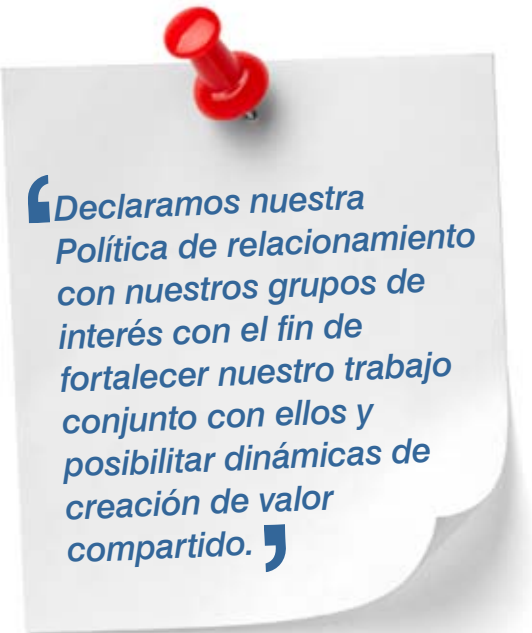 ‘Declaramos nuestra
Política de relacionamiento
con nuestros grupos de
interés con el fin de
fortalecer nuestro trabajo
conjunto con ellos y
posibilitar dinámicas de
creación de valor
compartido.’